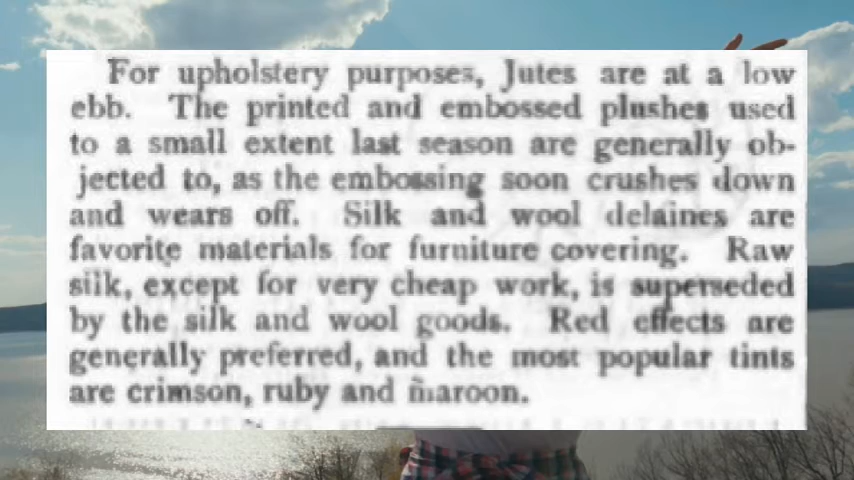 For upholstery purposes, Jutes are at a low
ebb. The printed and embossed plushes used
to a small extent last season are generally ob-
jected to, as the embossing soon crushes down
and wears off. Silk and wool delaines are
favorite materials for furniture covering. Raw
silk, except for very cheap work, is superseded
by the silk and wool goods. Red effects are
generally preferred, and the most popular tints
are crimson, ruby and maroon.